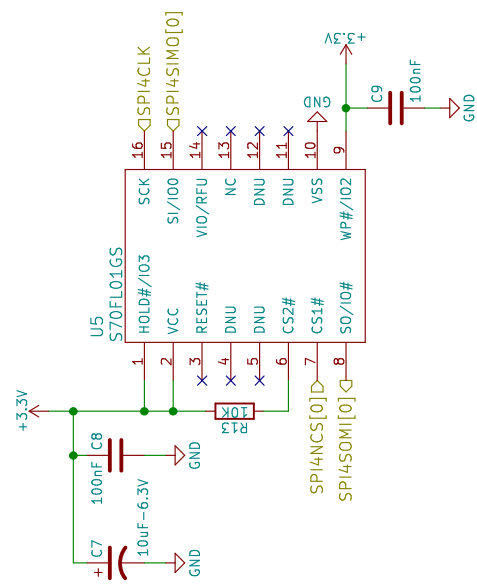 SPI4CLK
SPI4SIMO[0]
+3.3V
C9
100nF
GND
GND
16
15
14
13
12
11
10
9
SCK
SI/IO0
VIO/RFU
NC
DNU
DNU
VSS
WP#/IO2
U5
S70FL01GS
HOLD#/IO3
VCC
RESET#
DNU
DNU
CS2#
CS1#
SO/IO#
1
2
3
4
5
6
7
8
+3.3V
10K
R13
SPI4NCS[0]
SPI4SOMI[0]
C8
100nF
GND
C7
+
10uF-6.3V
GND